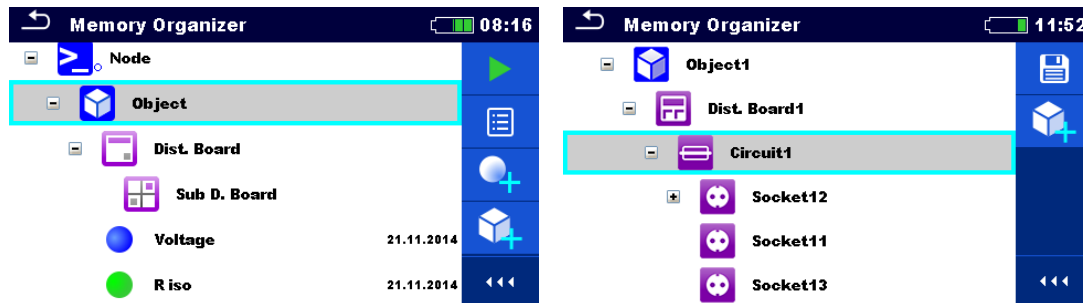 Memory Organizer 08:16
>_ Node
Object
Dist. Board
Sub D. Board
Voltage 21.11.2014
R iso 21.11.2014
Memory Organizer 11:52
Object1
Dist. Board1
Circuit1
Socket12
Socket11
Socket13